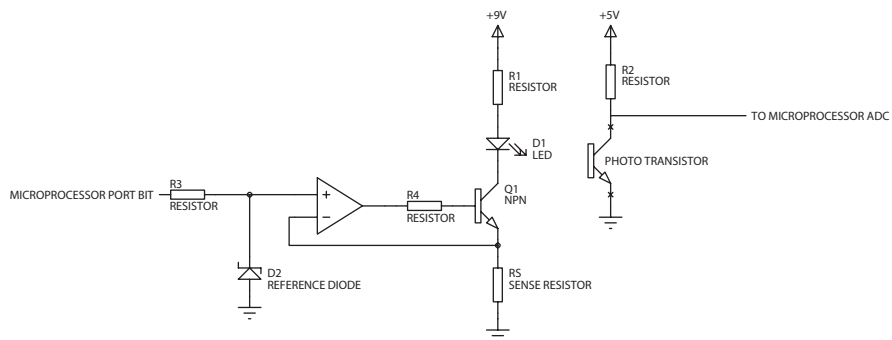 +9V
+5V
R1
RESISTOR
R2
RESISTOR
TO MICROPROCESSOR ADC
D1
LED
PHOTO TRANSISTOR
MICROPROCESSOR PORT BIT
R3
RESISTOR
+
−
R4
RESISTOR
Q1
NPN
D2
REFERENCE DIODE
RS
SENSE RESISTOR